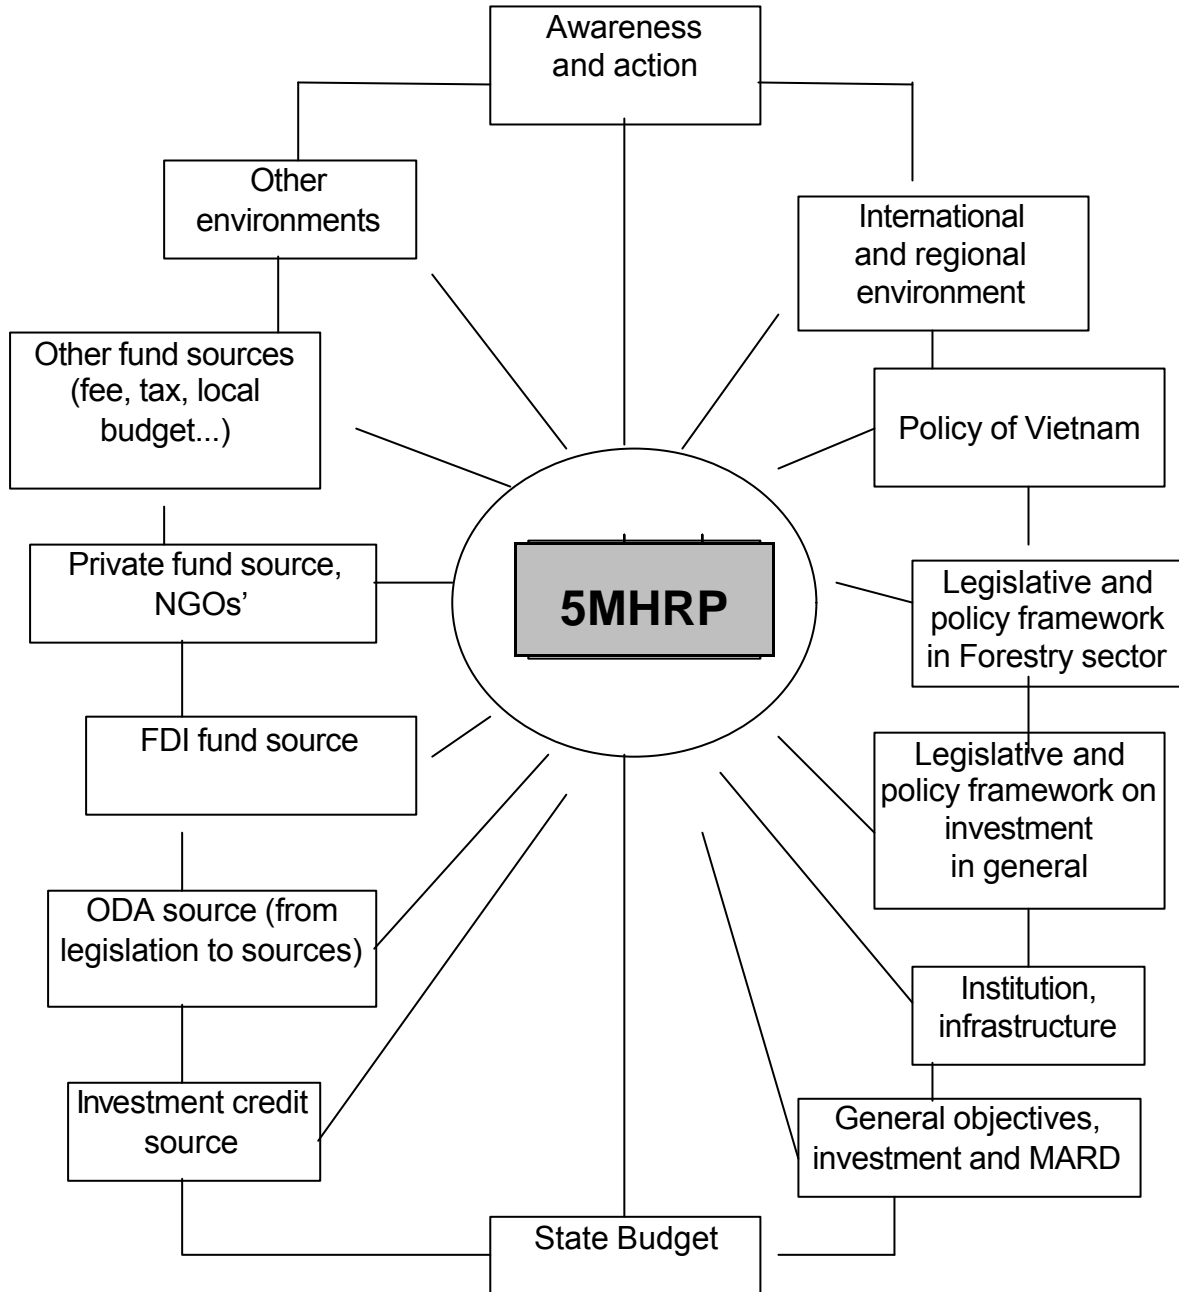 Awareness
and action
Other
environments
International
and regional
environment
Other fund sources
(fee, tax, local
budget...)
Policy of Vietnam
Private fund source,
NGOs’
5MHRP
Legislative and
policy framework
in Forestry sector
FDI fund source
Legislative and
policy framework on
investment
in general
ODA source (from
legislation to sources)
Institution,
infrastructure
Investment credit
source
General objectives,
investment and MARD
State Budget